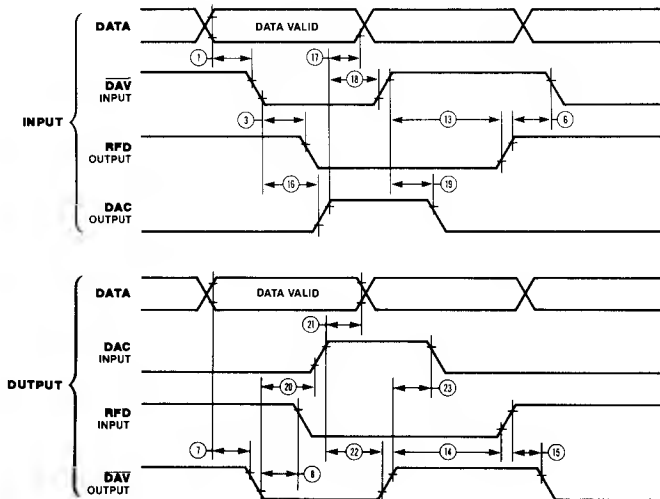 DATA
DATA VALID
7
17
18
DAV
INPUT
INPUT
3
13
6
RFD
OUTPUT
16
19
DAC
OUTPUT
DATA
DATA VALID
21
DAC
INPUT
20
23
OUTPUT
RFD
INPUT
7
8
22
14
15
DAV
OUTPUT